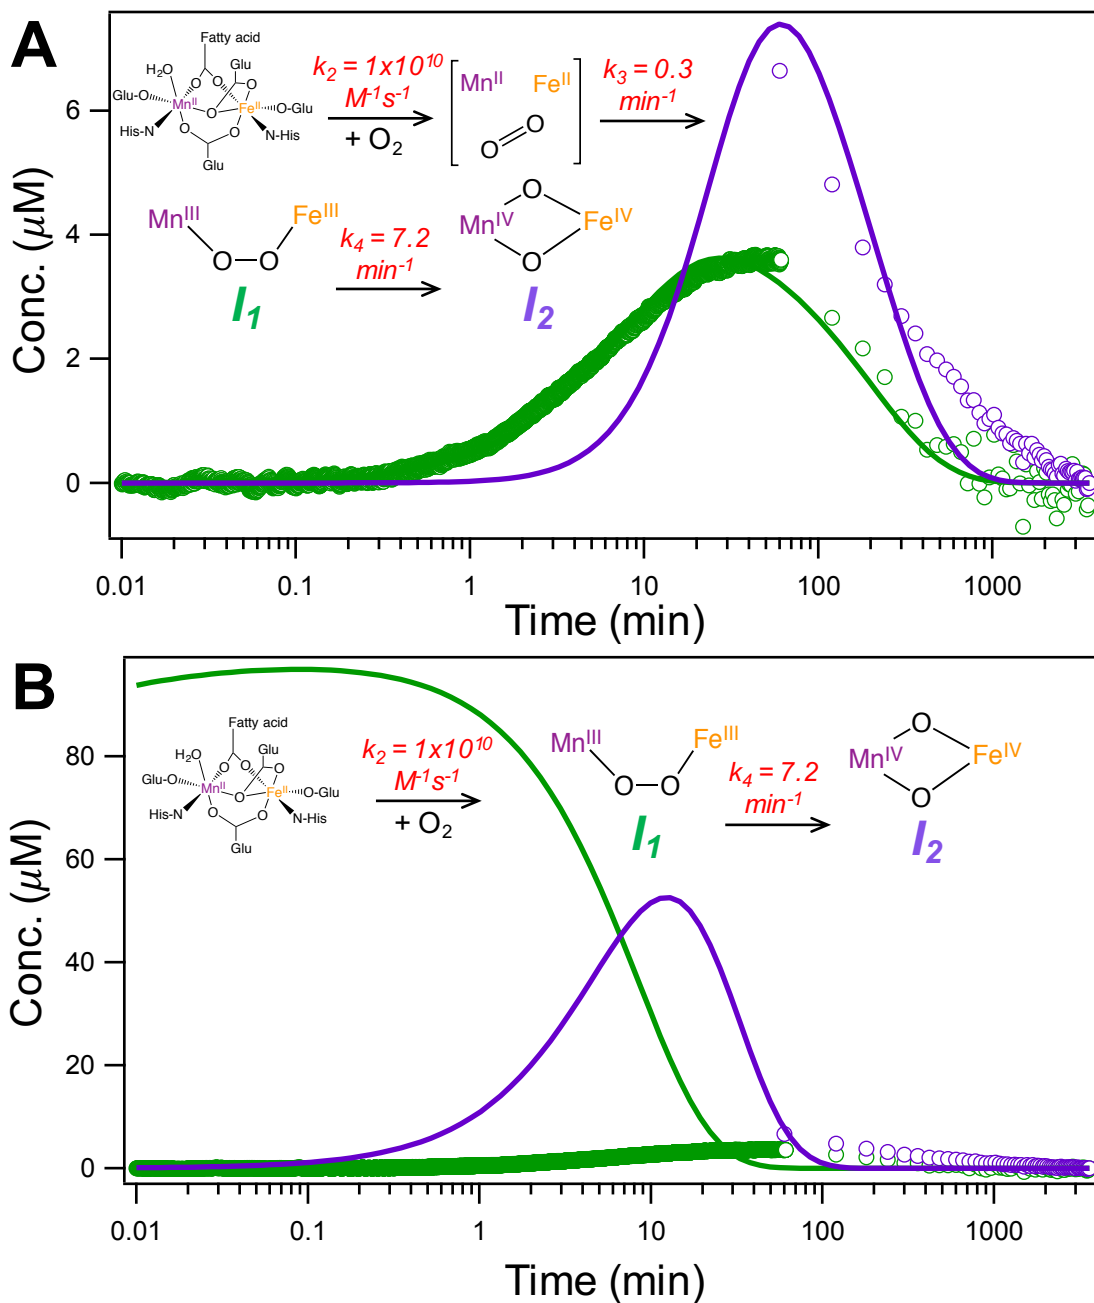 A
Fatty acid
H₂O
Glu
Glu-O
Mnᴵᴵ
Feᴵᴵ
O-Glu
His-N
N-His
O
O
O
O
O
O
Glu
k₂ = 1x10¹⁰
M⁻¹s⁻¹
+ O₂
Mnᴵᴵ Feᴵᴵ
O
O
k₃ = 0.3
min⁻¹
Mnᴵᴵᴵ Feᴵᴵᴵ
O O
I₁
k₄ = 7.2
min⁻¹
O
Mnᴵⱽ Feᴵⱽ
O
I₂
Conc. (μM)
6
4
2
0
0.01 0.1 1 10 100 1000
Time (min)
B
Fatty acid
H₂O
Glu
Glu-O
Mnᴵᴵ
Feᴵᴵ
O-Glu
His-N
N-His
O
O
O
O
O
O
Glu
k₂ = 1x10¹⁰
M⁻¹s⁻¹
+ O₂
Mnᴵᴵᴵ Feᴵᴵᴵ
O O
I₁
k₄ = 7.2
min⁻¹
O
Mnᴵⱽ Feᴵⱽ
O
I₂
Conc. (μM)
80
60
40
20
0
0.01 0.1 1 10 100 1000
Time (min)